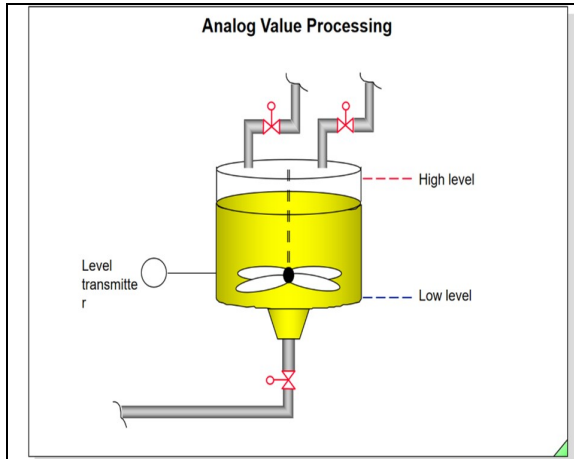 Analog Value Processing
High level
Level
transmitte
r
Low level